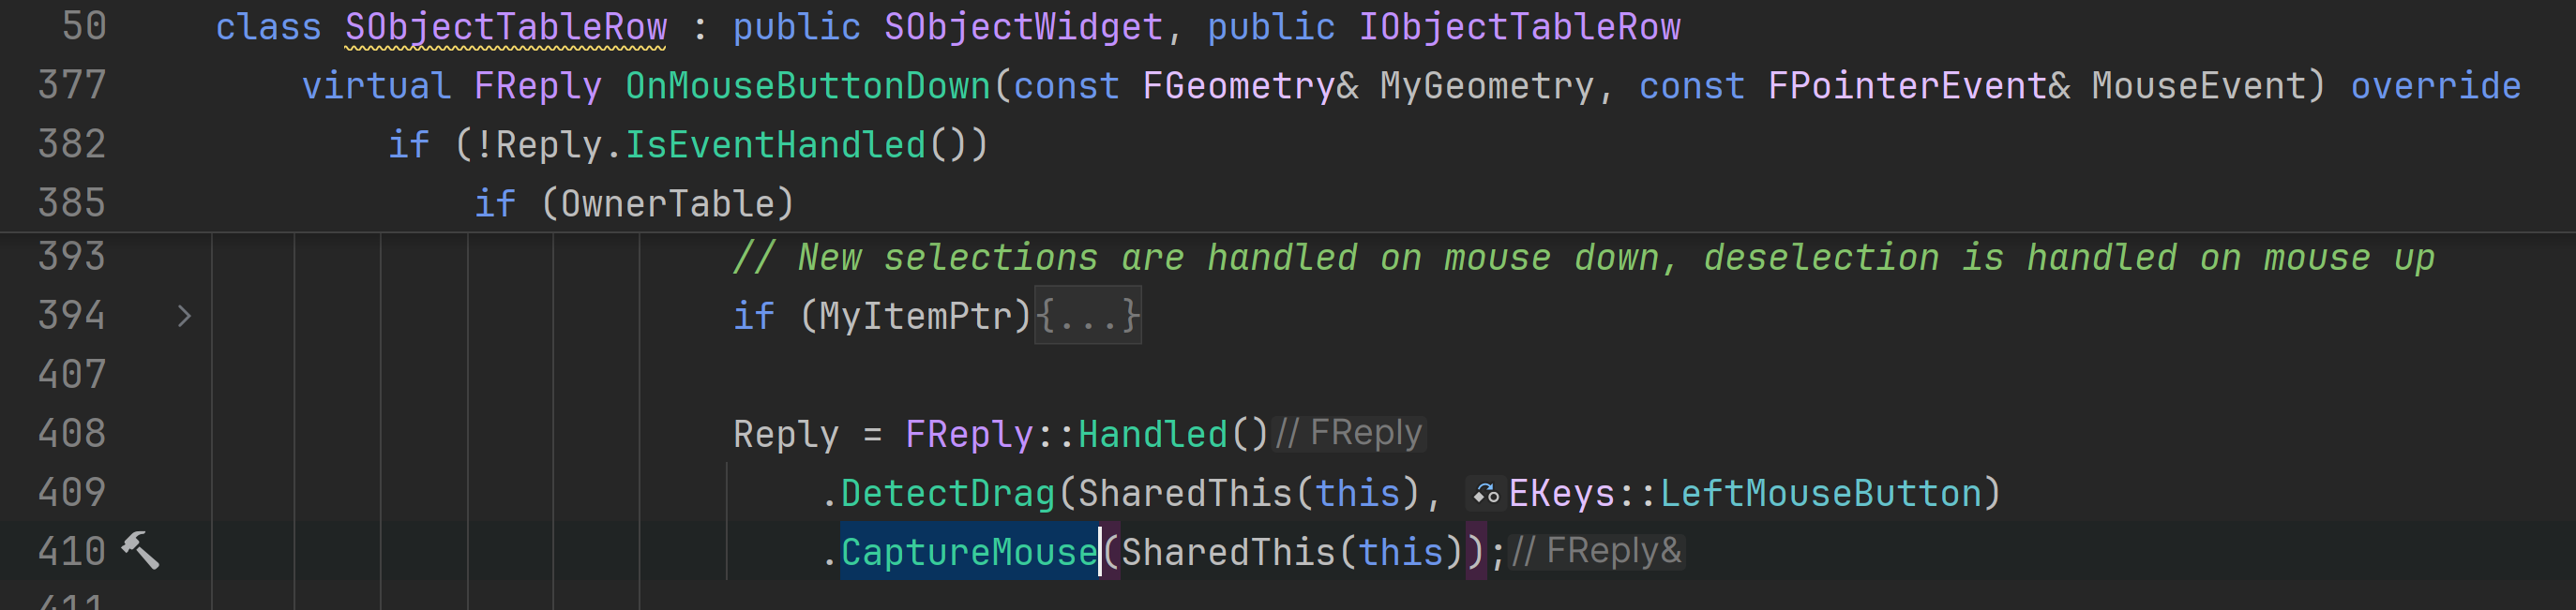 50 class SObjectTableRow : public SObjectWidget, public IObjectTableRow
377 virtual FReply OnMouseButtonDown(const FGeometry& MyGeometry, const FPointerEvent& MouseEvent) override
382 if (!Reply.IsEventHandled())
385 if (OwnerTable)
393 // New selections are handled on mouse down, deselection is handled on mouse up
394 if (MyItemPtr){...}
407
408 Reply = FReply::Handled() // FReply
409 .DetectDrag(SharedThis(this), EKeys::LeftMouseButton)
410 .CaptureMouse(SharedThis(this)); // FReply&
411